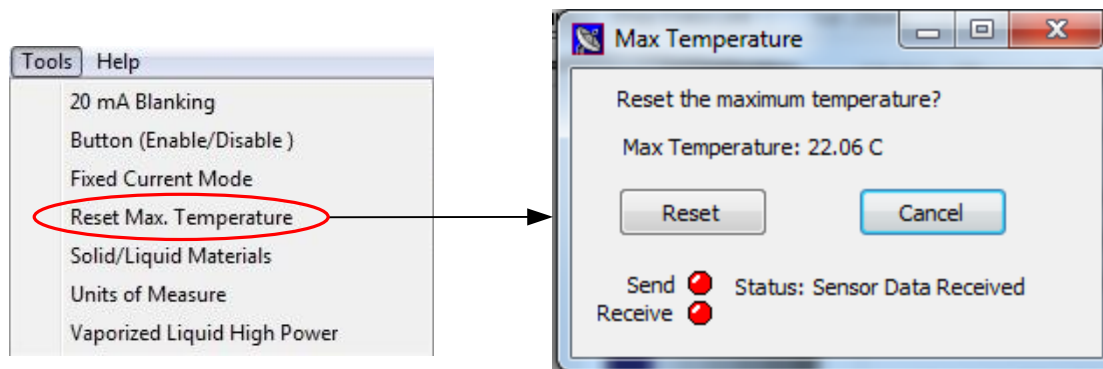 Tools Help
20 mA Blanking
Button (Enable/Disable )
Fixed Current Mode
Reset Max. Temperature
Solid/Liquid Materials
Units of Measure
Vaporized Liquid High Power
Max Temperature
Reset the maximum temperature?
Max Temperature: 22.06 C
Reset Cancel
Send Status: Sensor Data Received
Receive